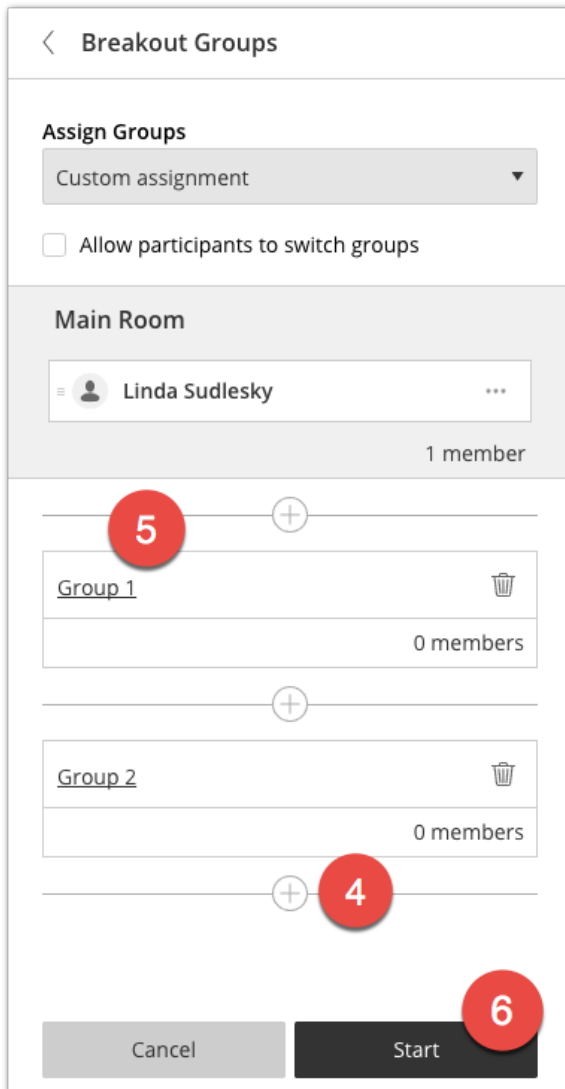 Breakout Groups
Assign Groups
Custom assignment
Allow participants to switch groups
Main Room
Linda Sudlesky
1 member
5
Group 1
0 members
Group 2
0 members
4
6
Cancel
Start